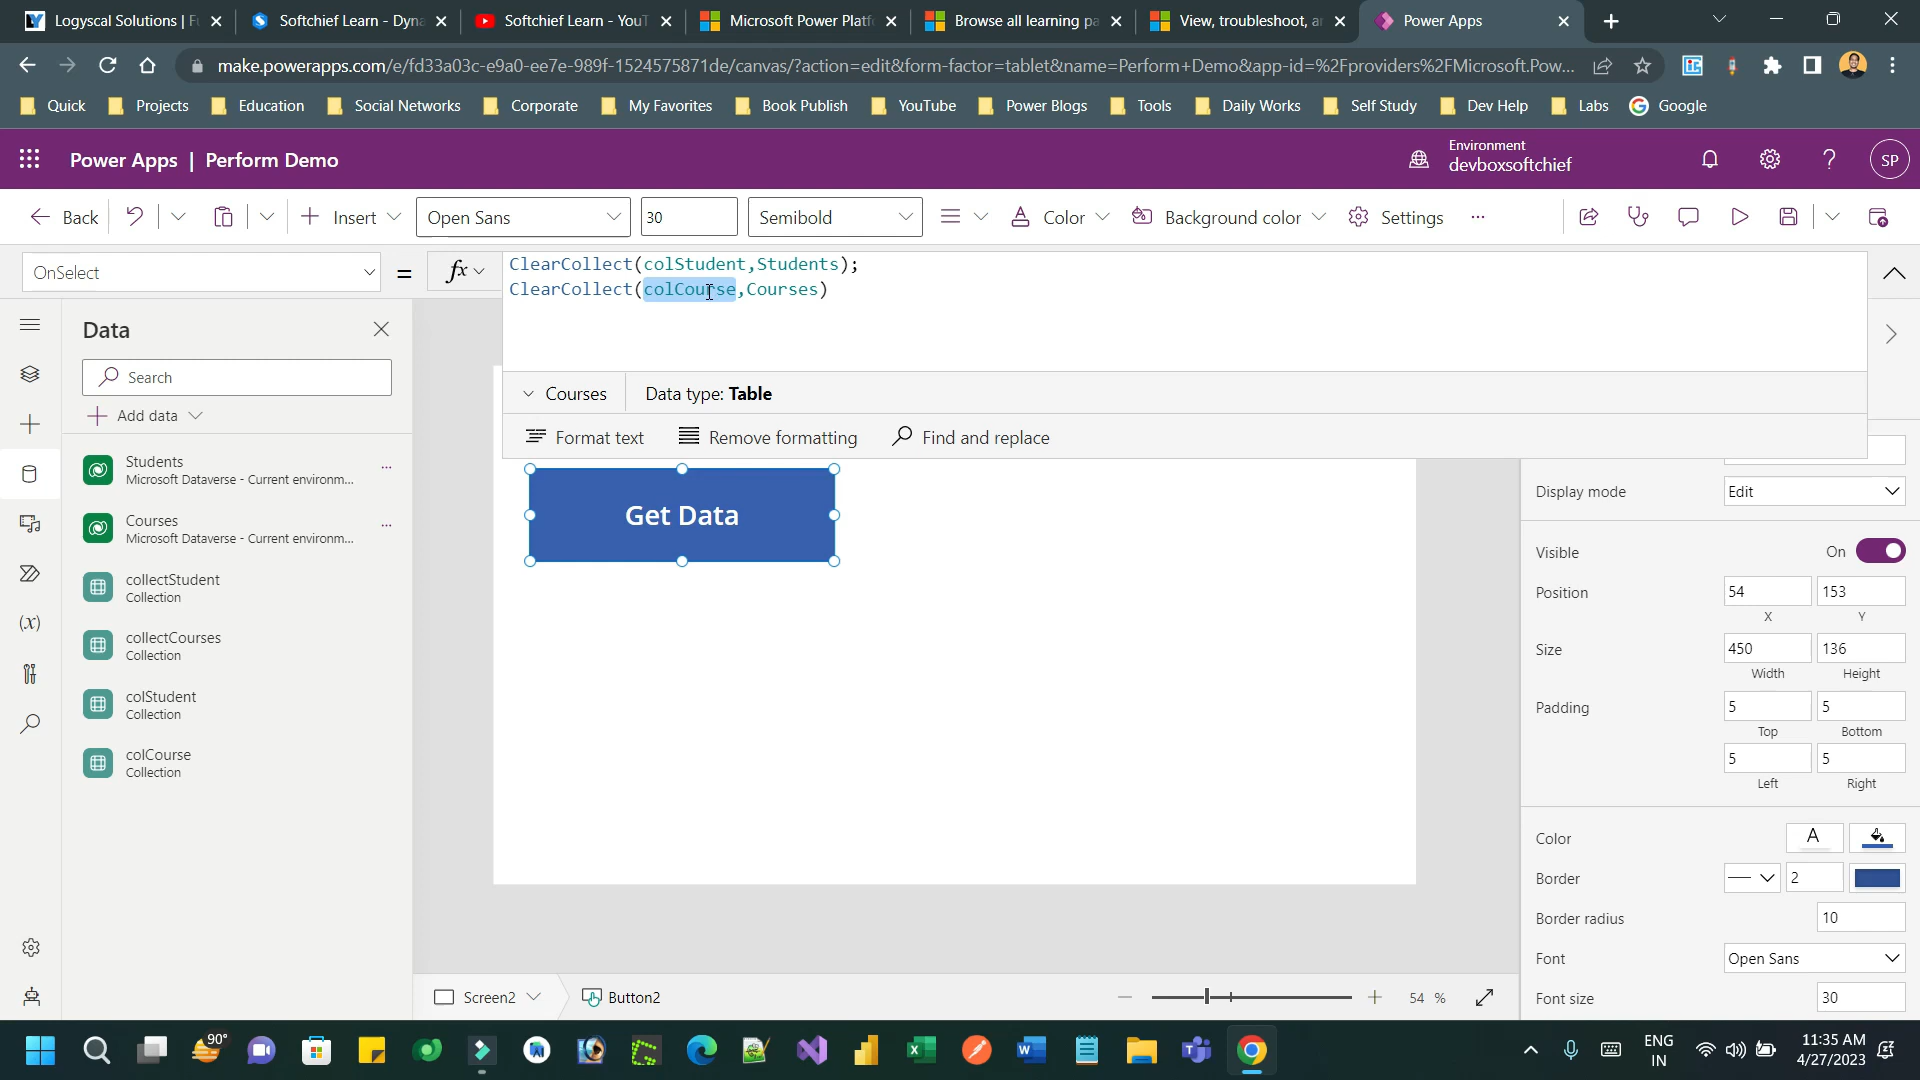 Logyscal Solutions | Fu
Softchief Learn - Dyna
Softchief Learn - YouT
Microsoft Power Platf
Browse all learning pa
View, troubleshoot, an
Power Apps
make.powerapps.com/e/fd33a03c-e9a0-ee7e-989f-1524575871de/canvas/?action=edit&form-factor=tablet&name=Perform+Demo&app-id=%2Fproviders%2FMicrosoft.Pow...
Quick
Projects
Education
Social Networks
Corporate
My Favorites
Book Publish
YouTube
Power Blogs
Tools
Daily Works
Self Study
Dev Help
Labs
Google
Power Apps | Perform Demo
Environment
devboxsoftchief
SP
Back
Insert
Open Sans
30
Semibold
Color
Background color
Settings
OnSelect
= fx
ClearCollect(colStudent,Students);
ClearCollect(colCourse,Courses)
Courses
Data type: Table
Format text
Remove formatting
Find and replace
Data
Search
Add data
Students
Microsoft Dataverse - Current environm...
Courses
Microsoft Dataverse - Current environm...
collectStudent
Collection
collectCourses
Collection
colStudent
Collection
colCourse
Collection
(x)
Get Data
Display mode
Edit
Visible
On
Position
54
153
X
Y
Size
450
136
Width
Height
Padding
5
5
Top
Bottom
5
5
Left
Right
Color
A
Border
2
Border radius
10
Font
Open Sans
Font size
30
Screen2
Button2
54 %
90°
ENG
IN
11:35 AM
4/27/2023